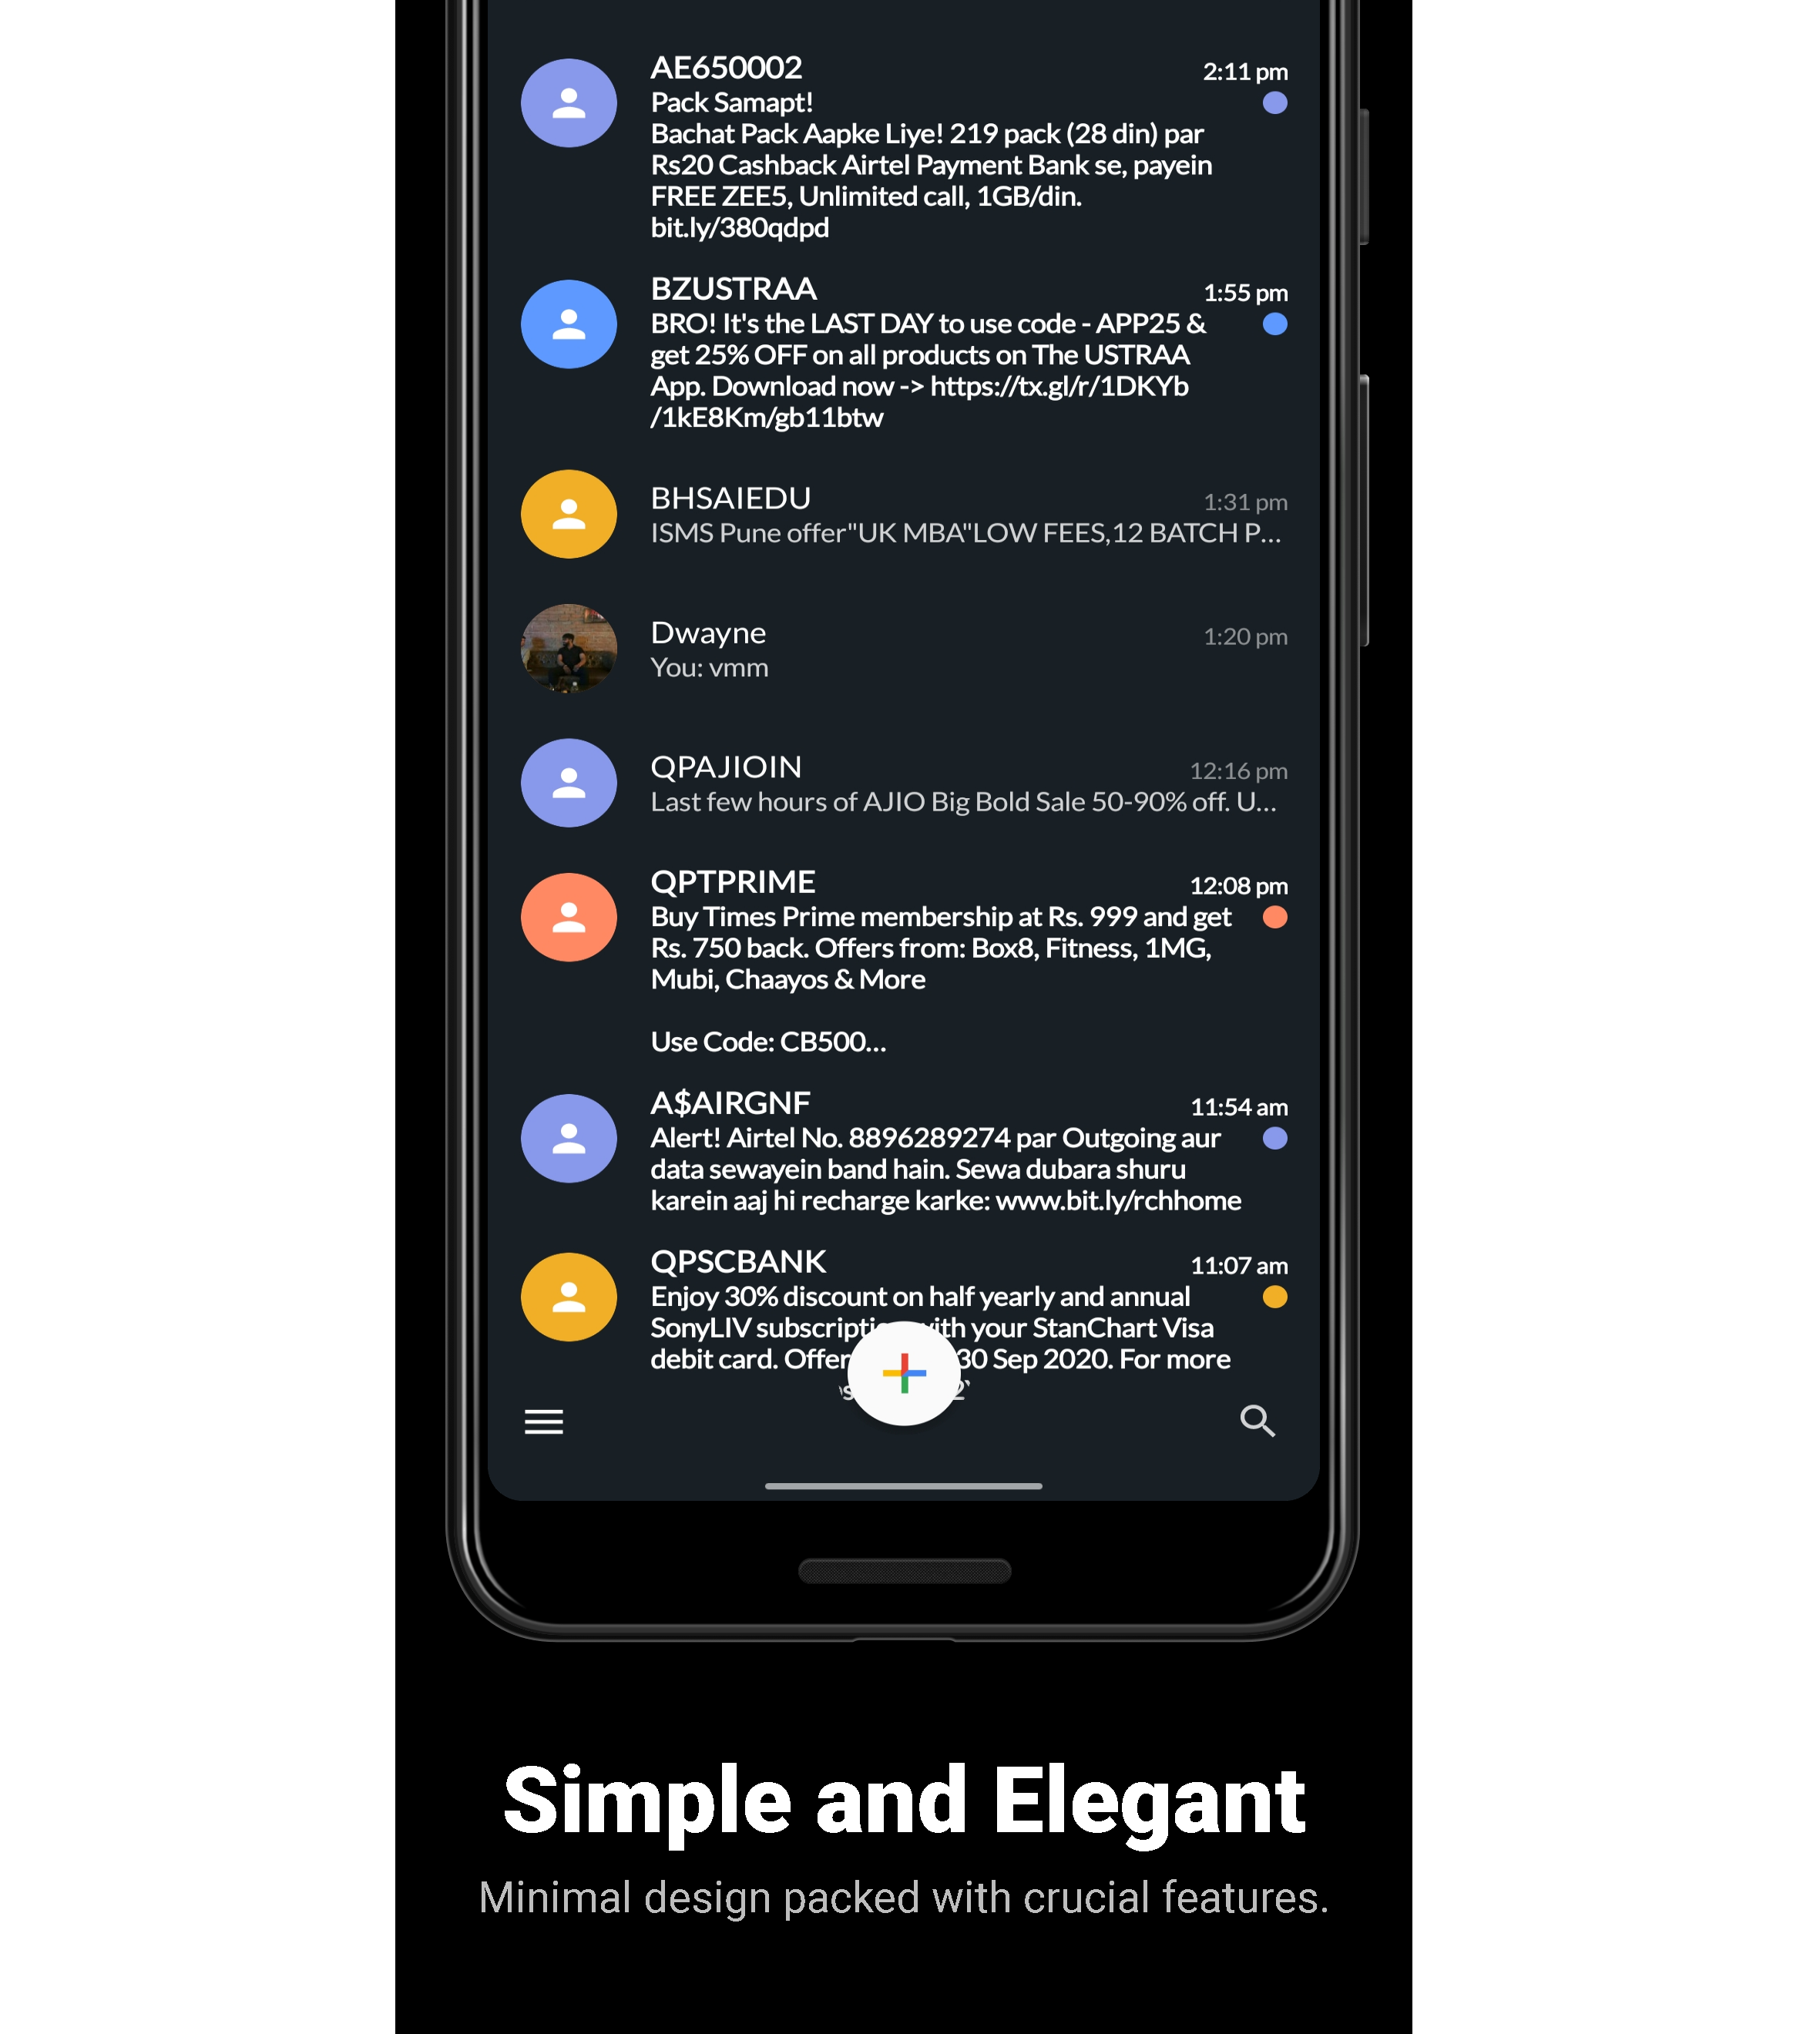 AE650002
2:11 pm
Pack Samapt!
Bachat Pack Aapke Liye! 219 pack (28 din) par
Rs20 Cashback Airtel Payment Bank se, payein
FREE ZEE5, Unlimited call, 1GB/din.
bit.ly/380qdpd
BZUSTRAA
1:55 pm
BRO! It's the LAST DAY to use code - APP25 &
get 25% OFF on all products on The USTRAA
App. Download now -> https://tx.gl/r/1DKYb
/1kE8Km/gb11btw
BHSAIEDU
1:31 pm
ISMS Pune offer"UK MBA"LOW FEES,12 BATCH P...
Dwayne
1:20 pm
You: vmm
QPAJIOIN
12:16 pm
Last few hours of AJIO Big Bold Sale 50-90% off. U...
QPTPRIME
12:08 pm
Buy Times Prime membership at Rs. 999 and get
Rs. 750 back. Offers from: Box8, Fitness, 1MG,
Mubi, Chaayos & More
Use Code: CB500...
A$AIRGNF
11:54 am
Alert! Airtel No. 8896289274 par Outgoing aur
data sewayein band hain. Sewa dubara shuru
karein aaj hi recharge karke: www.bit.ly/rchhome
QPSCBANK
11:07 am
Enjoy 30% discount on half yearly and annual
SonyLIV your StanChart Visa
debit card. Offer 30 Sep 2020. For more
Simple and Elegant
Minimal design packed with crucial features.